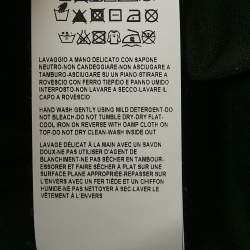 LAVAGGIO A MANO DELICATO CON SAPONE
NEUTRO-NON CANDEGGIARE-NON ASCIUGARE A
TAMBURO-ASCIUGARE SU UN PIANO-STIRARE A
ROVESCIO CON FERRO TIEPIDO E PANNO UMIDO
INTERPOSTO-NON LAVARE A SECCO-LAVARE IL
CAPO A ROVESCIO
HAND WASH GENTLY USING MILD DETERGENT-DO
NOT BLEACH-DO NOT TUMBLE DRY-DRY FLAT-
COOL IRON ON REVERSE WITH DAMP CLOTH ON
TOP-DO NOT DRY CLEAN-WASH INSIDE OUT
LAVAGE DÉLICAT À LA MAIN AVEC UN SAVON
DOUX-NE PAS UTILISER D'AGENT DE
BLANCHIMENT-NE PAS SÉCHER EN TAMBOUR-
ESSORER ET FAIRE SÉCHER À PLAT SUR UNE
SURFACE PLANE APPROPRIÉE-REPASSER SUR
L'ENVERS AVEC UN FER TIÈDE ET UN CHIFFON
HUMIDE-NE PAS NETTOYER À SEC-LAVER LE
VÊTEMENT À L'ENVERS